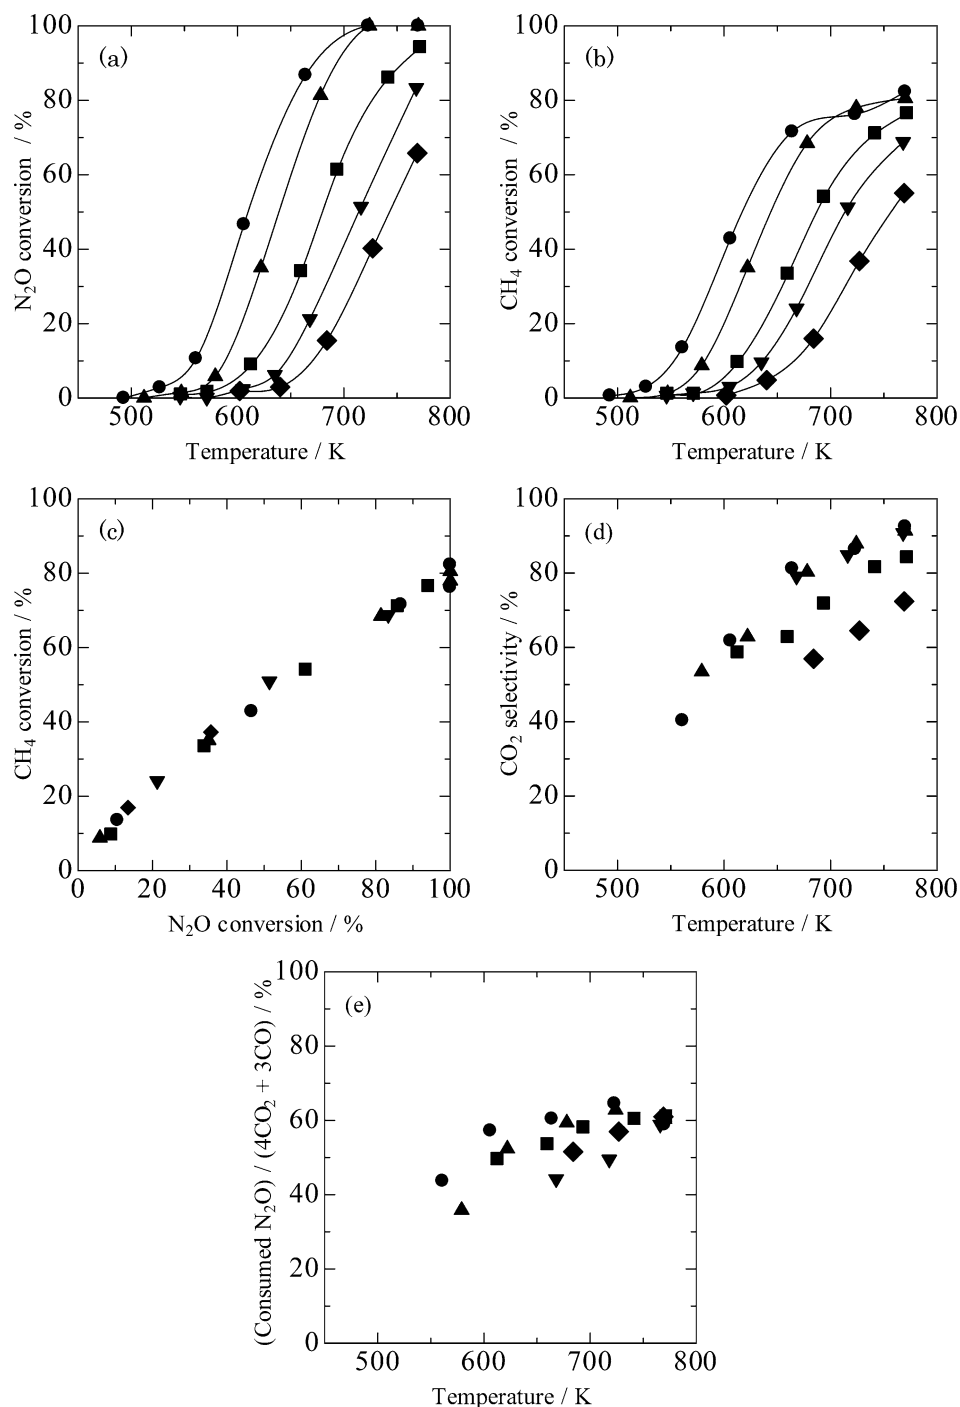 (a)
100
80
60
40
20
0
N₂O conversion / %
500 600 700 800
Temperature / K
(b)
100
80
60
40
20
0
CH₄ conversion / %
500 600 700 800
Temperature / K
(c)
100
80
60
40
20
0
CH₄ conversion / %
0 20 40 60 80 100
N₂O conversion / %
(d)
100
80
60
40
20
0
CO₂ selectivity / %
500 600 700 800
Temperature / K
(e)
100
80
60
40
20
0
(Consumed N₂O) / (4CO₂ + 3CO) / %
500 600 700 800
Temperature / K